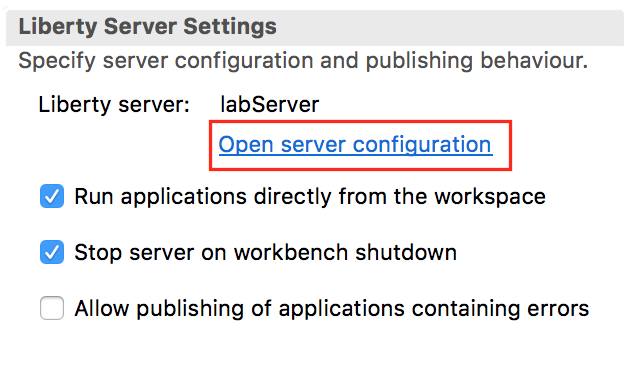 Liberty Server Settings
Specify server configuration and publishing behaviour.
Liberty server: labServer
Open server configuration
Run applications directly from the workspace
Stop server on workbench shutdown
Allow publishing of applications containing errors